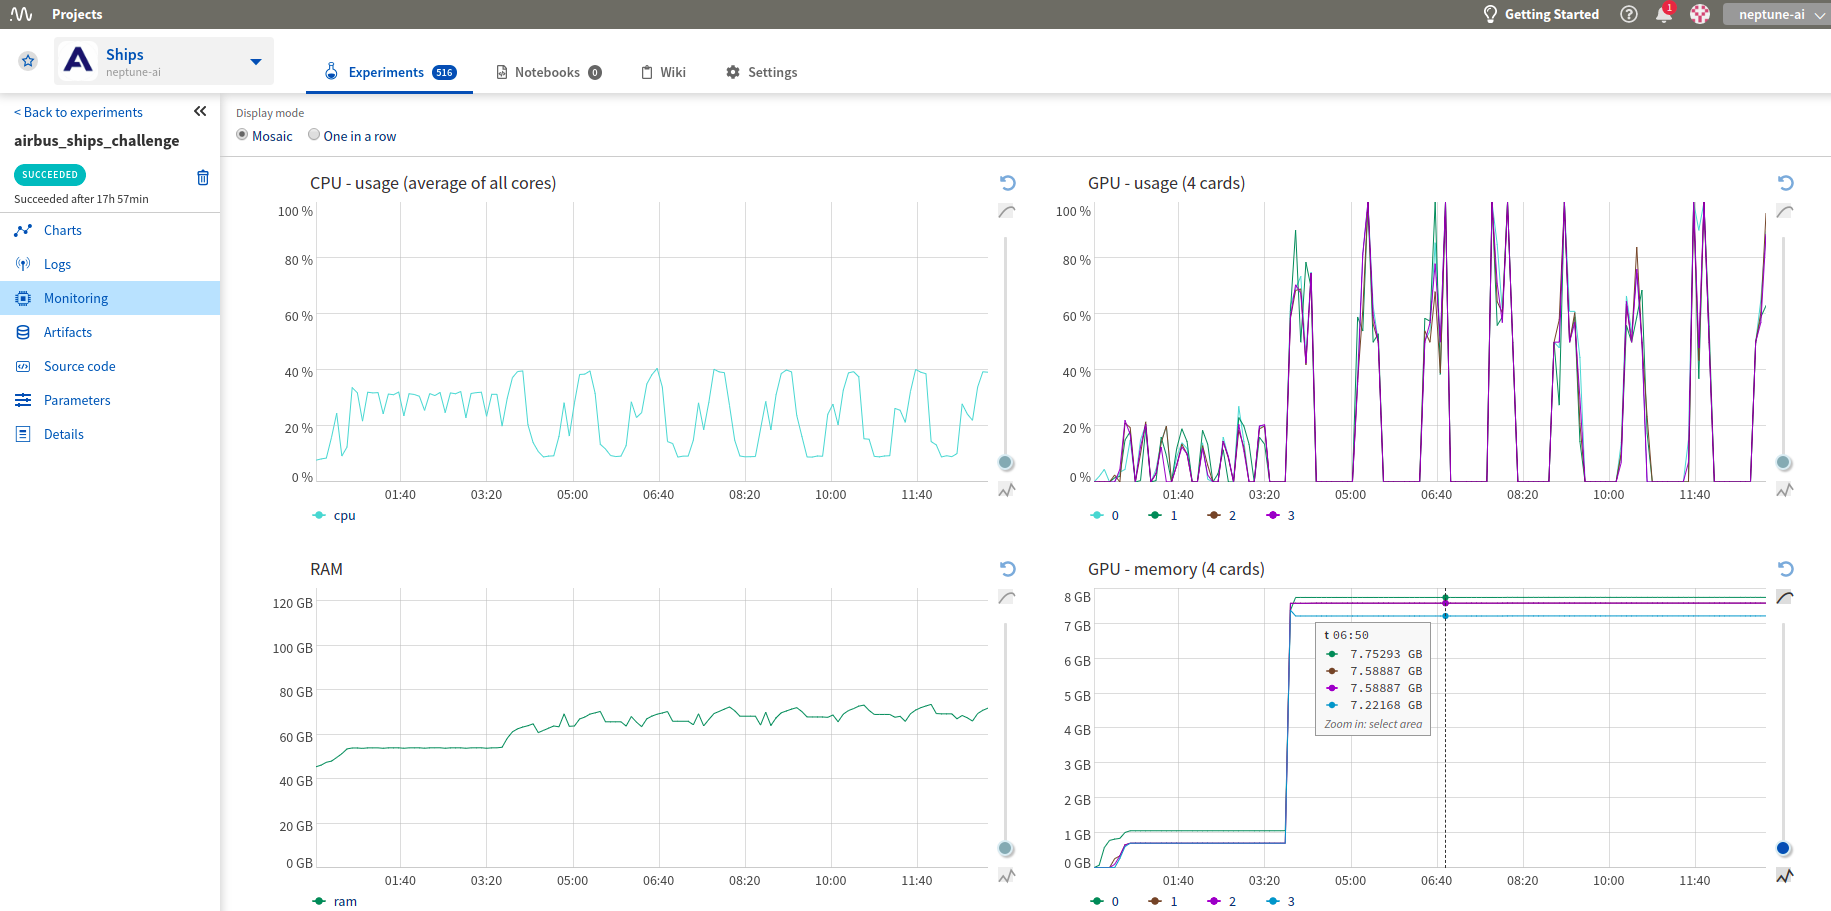 Projects
Getting Started
?
1
neptune-ai
Ships
neptune-ai
Experiments 516
Notebooks 0
Wiki
Settings
< Back to experiments
airbus_ships_challenge
SUCCEEDED
Succeeded after 17h 57min
Charts
Logs
Monitoring
Artifacts
Source code
Parameters
Details
Display mode
Mosaic
One in a row
CPU - usage (average of all cores)
100 %
80 %
60 %
40 %
20 %
0 %
01:40 03:20 05:00 06:40 08:20 10:00 11:40
cpu
GPU - usage (4 cards)
100 %
80 %
60 %
40 %
20 %
0 %
01:40 03:20 05:00 06:40 08:20 10:00 11:40
0 1 2 3
RAM
120 GB
100 GB
80 GB
60 GB
40 GB
20 GB
0 GB
01:40 03:20 05:00 06:40 08:20 10:00 11:40
ram
GPU - memory (4 cards)
8 GB
7 GB
6 GB
5 GB
4 GB
3 GB
2 GB
1 GB
0 GB
t 06:50
7.75293 GB
7.58887 GB
7.58887 GB
7.22168 GB
Zoom in: select area
01:40 03:20 05:00 06:40 08:20 10:00 11:40
0 1 2 3